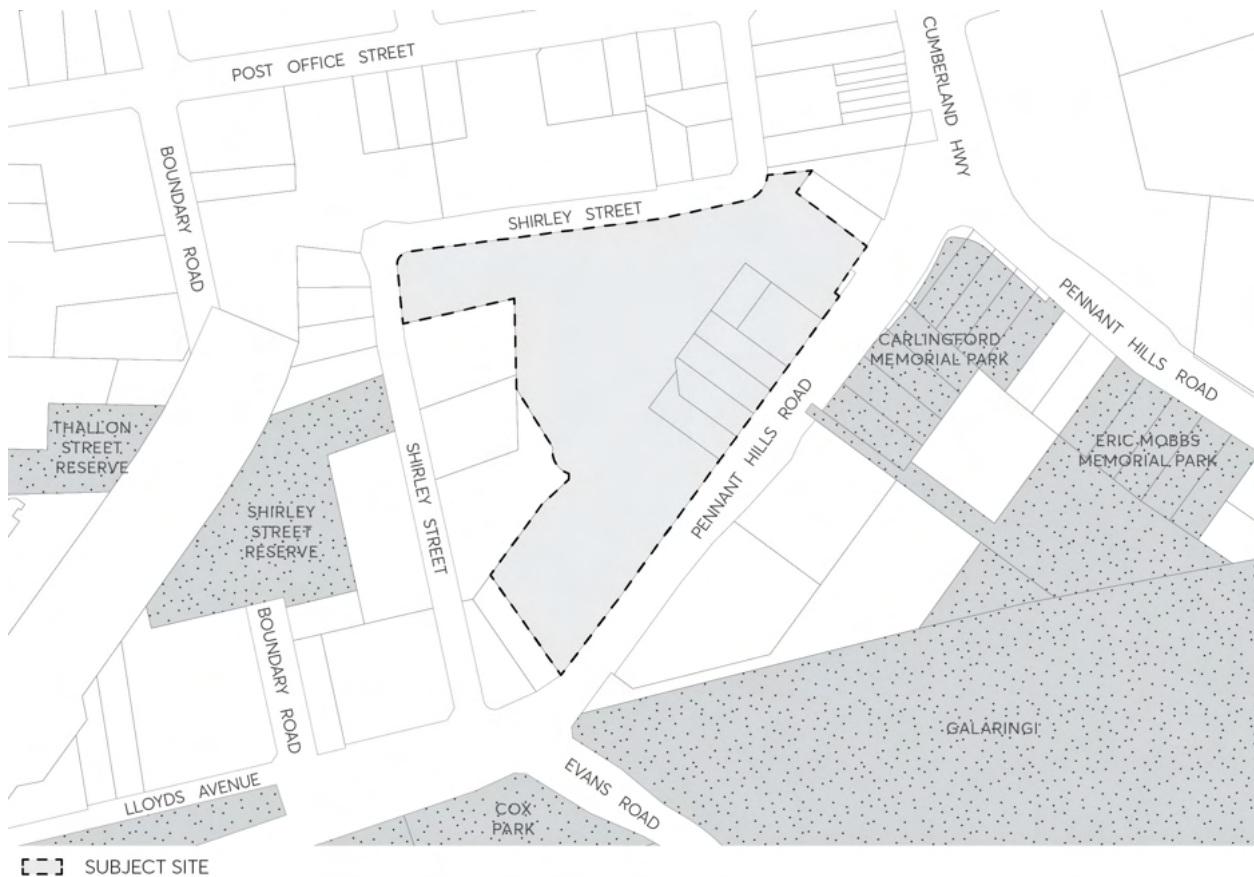 POST OFFICE STREET
CUMBERLAND HWY
BOUNDARY ROAD
SHIRLEY STREET
PENNANT HILLS ROAD
CARLINGFORD
MEMORIAL PARK
THALLON
STREET
RESERVE
SHIRLEY
STREET
RESERVE
SHIRLEY STREET
PENNANT HILLS ROAD
ERIC MOBBS
MEMORIAL PARK
BOUNDARY ROAD
GALARINGI
LLOYDS AVENUE
EVANS ROAD
COX
PARK
SUBJECT SITE